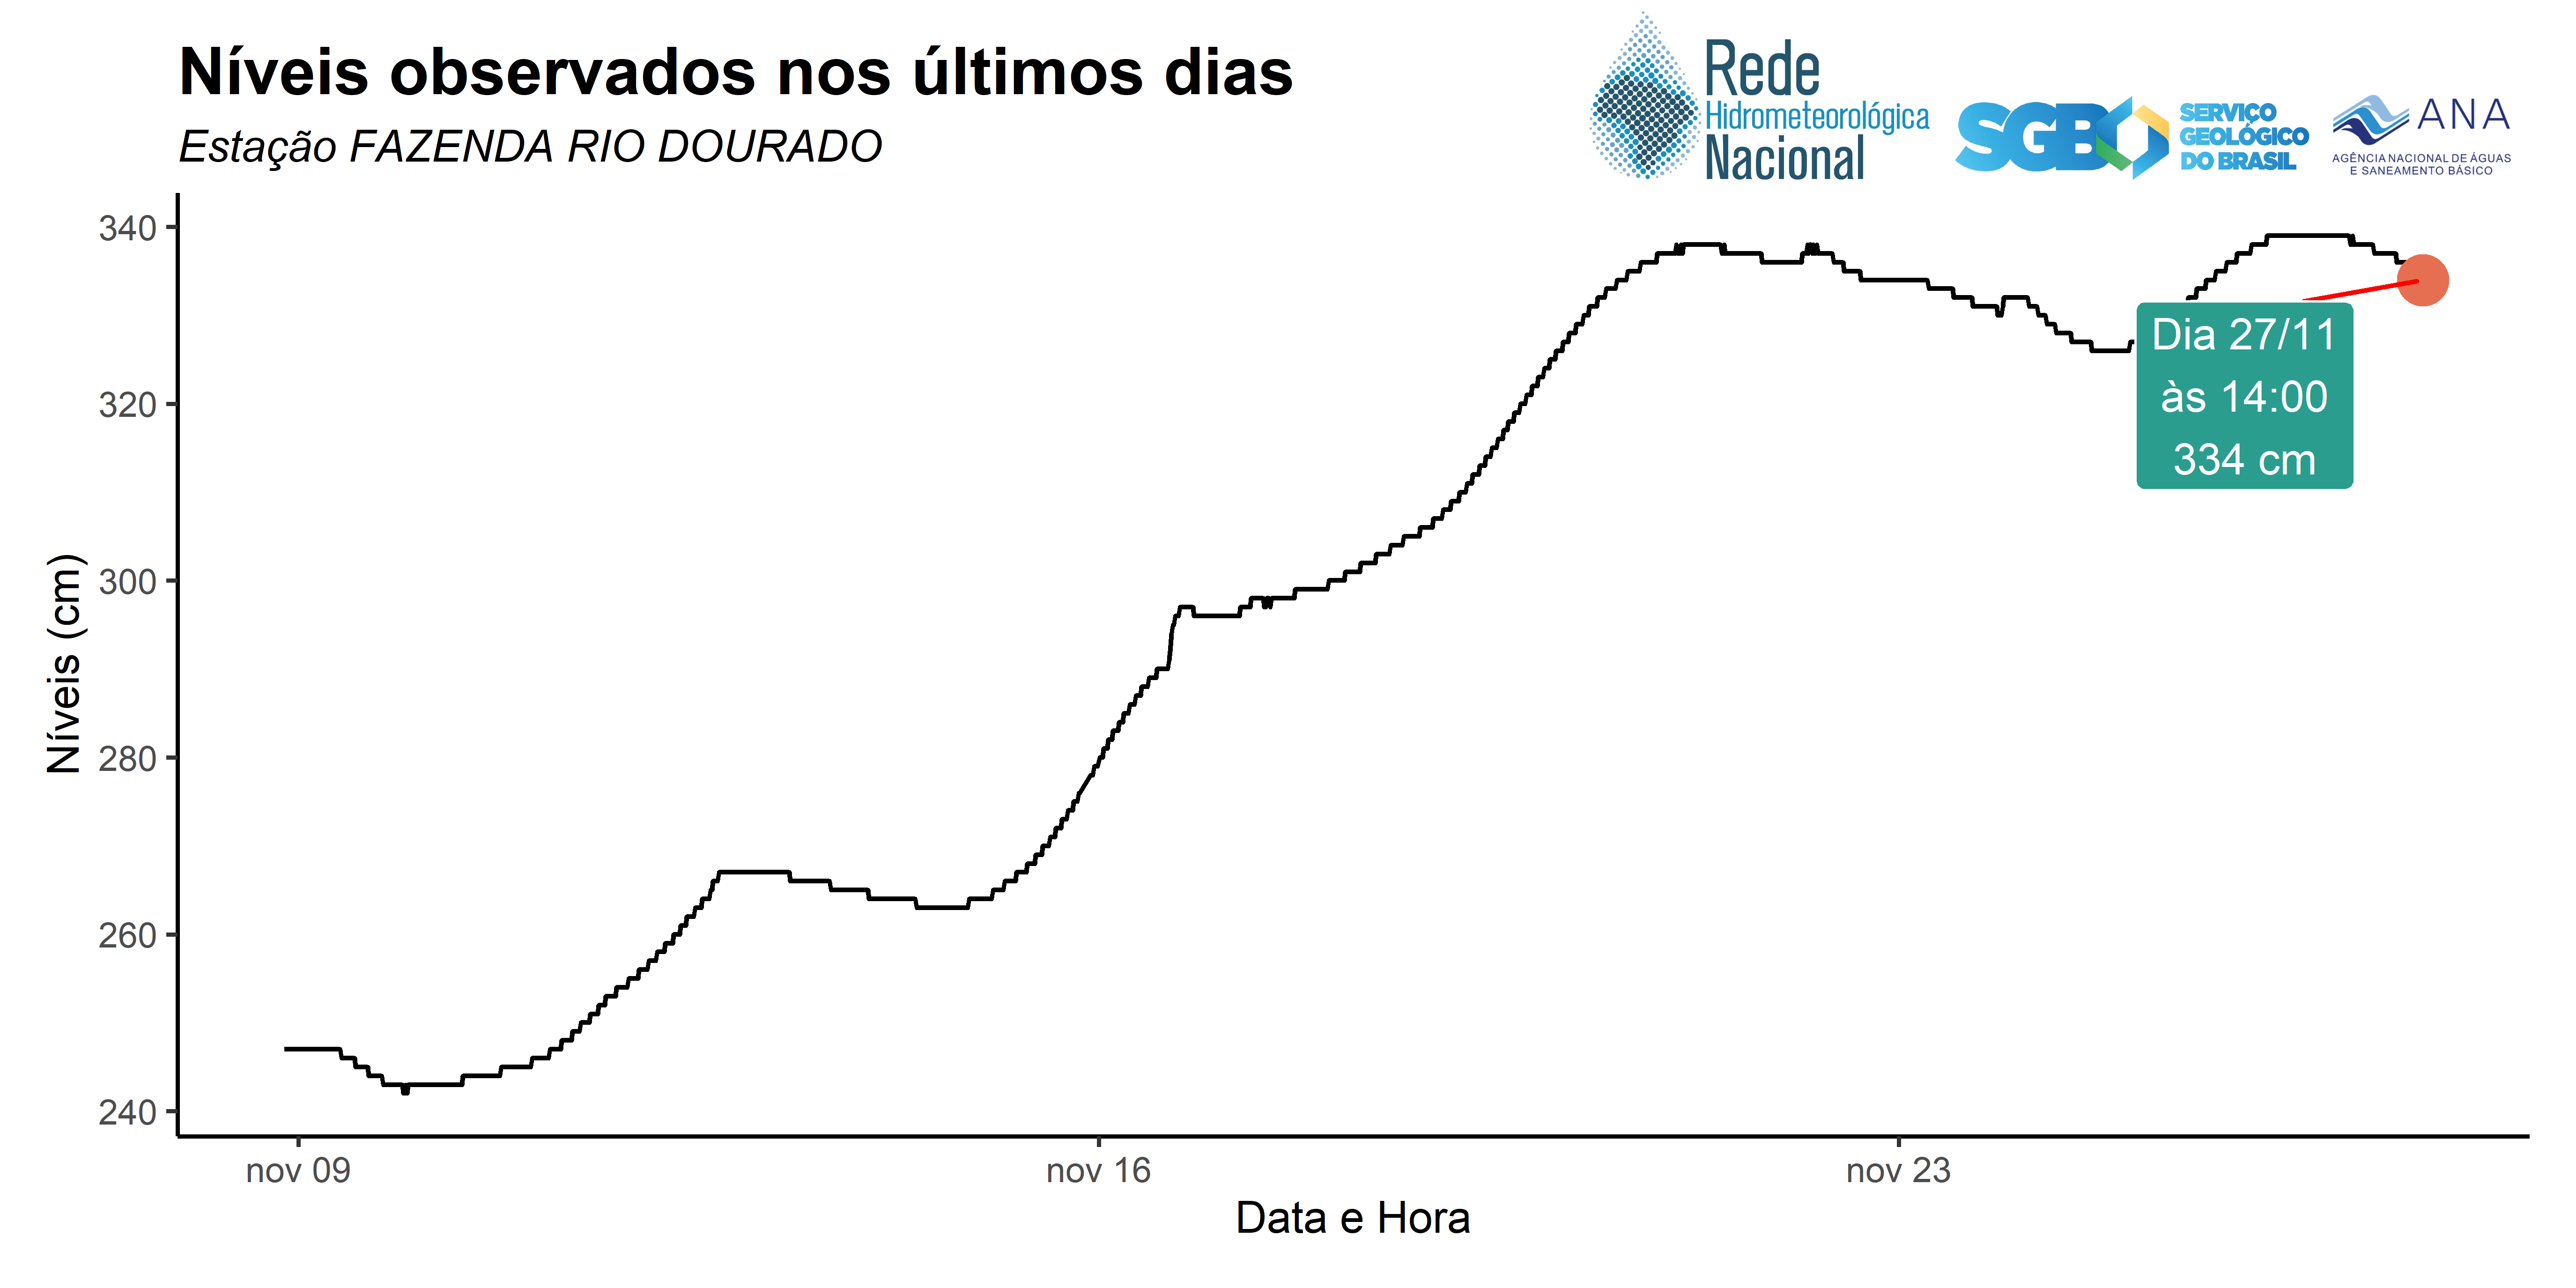 Níveis observados nos últimos dias
Estação FAZENDA RIO DOURADO
Rede
Hidrometeorológica
Nacional
SGB
SERVIÇO
GEOLÓGICO
DO BRASIL
ANA
AGÊNCIA NACIONAL DE ÁGUAS
E SANEAMENTO BÁSICO
Níveis (cm)
340
320
300
280
260
240
Dia 27/11
às 14:00
334 cm
nov 09
nov 16
nov 23
Data e Hora